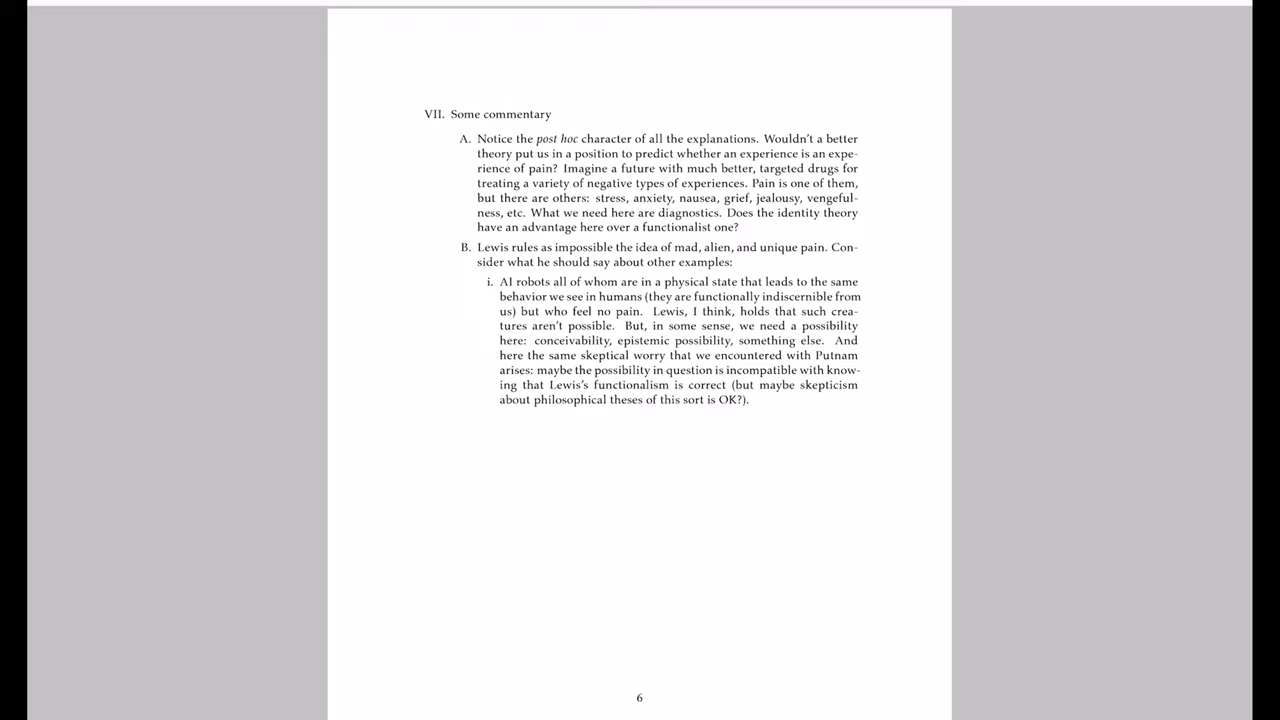 VII. Some commentary
A. Notice the post hoc character of all the explanations. Wouldn't a better
theory put us in a position to predict whether an experience is an expe-
rience of pain? Imagine a future with much better, targeted drugs for
treating a variety of negative types of experiences. Pain is one of them,
but there are others: stress, anxiety, nausea, grief, jealousy, vengeful-
ness, etc. What we need here are diagnostics. Does the identity theory
have an advantage here over a functionalist one?
B. Lewis rules as impossible the idea of mad, alien, and unique pain. Con-
sider what he should say about other examples:
i. AI robots all of whom are in a physical state that leads to the same
behavior we see in humans (they are functionally indiscernible from
us) but who feel no pain. Lewis, I think, holds that such crea-
tures aren't possible. But, in some sense, we need a possibility
here: conceivability, epistemic possibility, something else. And
here the same skeptical worry that we encountered with Putnam
arises: maybe the possibility in question is incompatible with know-
ing that Lewis's functionalism is correct (but maybe skepticism
about philosophical theses of this sort is OK?).
6